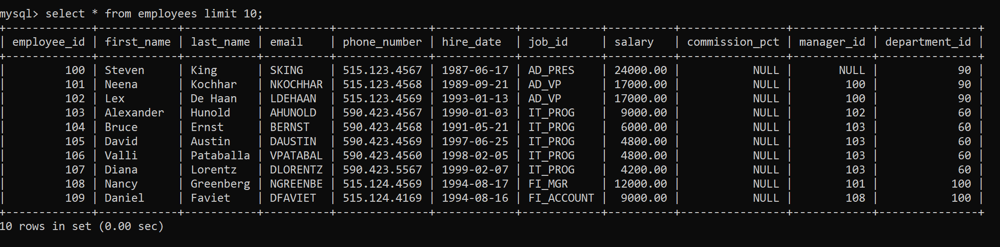 mysql> select * from employees limit 10;
+-------------+------------+-----------+----------+--------------+------------+------------+----------+----------------+------------+---------------+
| employee_id | first_name | last_name | email    | phone_number | hire_date  | job_id     | salary   | commission_pct | manager_id | department_id |
+-------------+------------+-----------+----------+--------------+------------+------------+----------+----------------+------------+---------------+
|         100 | Steven     | King      | SKING    | 515.123.4567 | 1987-06-17 | AD_PRES    | 24000.00 |           NULL |       NULL |            90 |
|         101 | Neena      | Kochhar   | NKOCHHAR | 515.123.4568 | 1989-09-21 | AD_VP      | 17000.00 |           NULL |        100 |            90 |
|         102 | Lex        | De Haan   | LDEHAAN  | 515.123.4569 | 1993-01-13 | AD_VP      | 17000.00 |           NULL |        100 |            90 |
|         103 | Alexander  | Hunold    | AHUNOLD  | 590.423.4567 | 1990-01-03 | IT_PROG    |  9000.00 |           NULL |        102 |            60 |
|         104 | Bruce      | Ernst     | BERNST   | 590.423.4568 | 1991-05-21 | IT_PROG    |  6000.00 |           NULL |        103 |            60 |
|         105 | David      | Austin    | DAUSTIN  | 590.423.4569 | 1997-06-25 | IT_PROG    |  4800.00 |           NULL |        103 |            60 |
|         106 | Valli      | Pataballa | VPATABAL | 590.423.4560 | 1998-02-05 | IT_PROG    |  4800.00 |           NULL |        103 |            60 |
|         107 | Diana      | Lorentz   | DLORENTZ | 590.423.5567 | 1999-02-07 | IT_PROG    |  4200.00 |           NULL |        103 |            60 |
|         108 | Nancy      | Greenberg | NGREENBE | 515.124.4569 | 1994-08-17 | FI_MGR     | 12000.00 |           NULL |        101 |           100 |
|         109 | Daniel     | Faviet    | DFAVIET  | 515.124.4169 | 1994-08-16 | FI_ACCOUNT |  9000.00 |           NULL |        108 |           100 |
+-------------+------------+-----------+----------+--------------+------------+------------+----------+----------------+------------+---------------+
10 rows in set (0.00 sec)